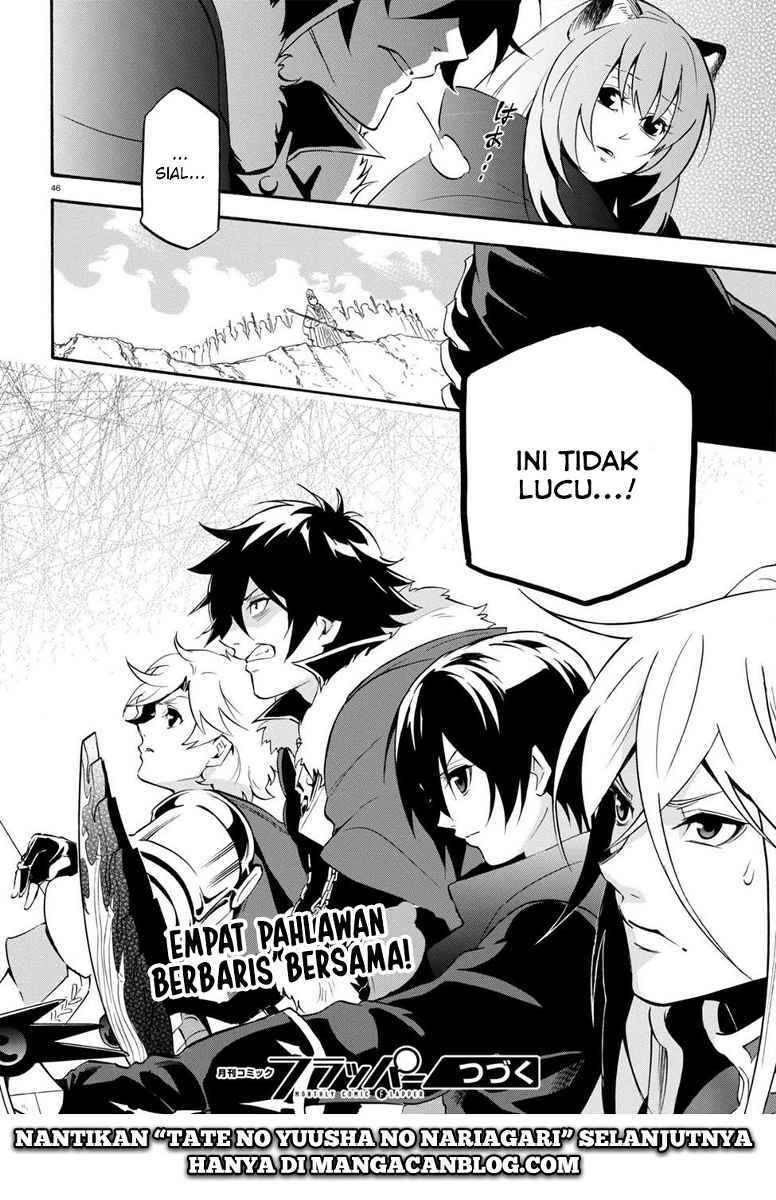 はあ…
...
SIAL...
46
INI TIDAK
LUCU...!
EMPAT PAHLAWAN
BERBARIS BERSAMA!
月刊コミック
フラッパー
MONTHLY COMIC FLAPPER
つづく
NANTIKAN “TATE NO YUUSHA NO NARIAGARI” SELANJUTNYA
HANYA DI MANGACANBLOG.COM